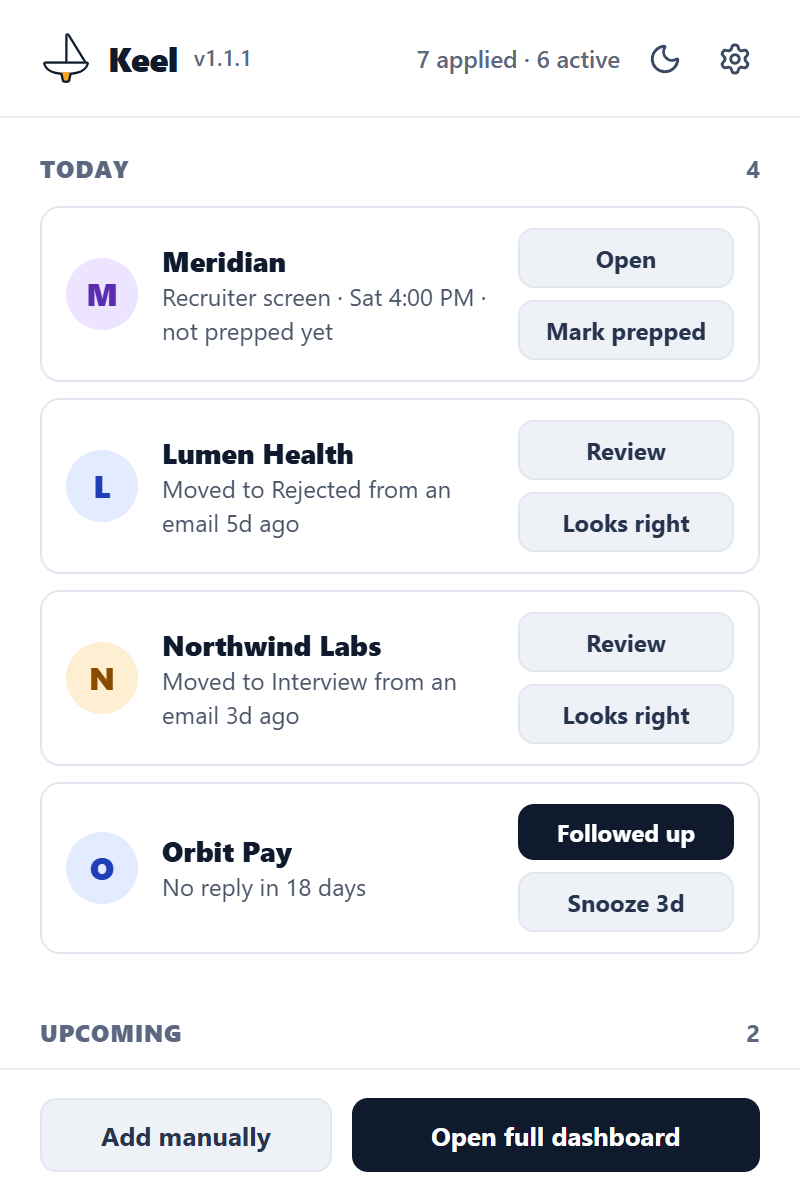 Keel v1.1.1
7 applied · 6 active
TODAY 4
M
Meridian
Recruiter screen · Sat 4:00 PM ·
not prepped yet
Open
Mark prepped
L
Lumen Health
Moved to Rejected from an
email 5d ago
Review
Looks right
N
Northwind Labs
Moved to Interview from an
email 3d ago
Review
Looks right
O
Orbit Pay
No reply in 18 days
Followed up
Snooze 3d
UPCOMING 2
Add manually
Open full dashboard